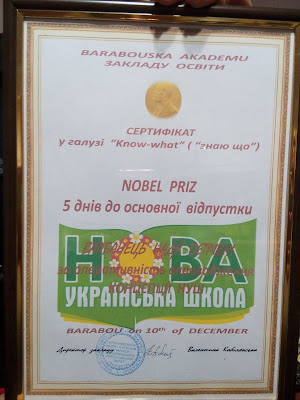 BARABOUSKA AKADEMU
ЗАКЛАДУ ОСВІТИ
СЕРТИФІКАТ
у галузі "Know-what" ( "знаю що")
NOBEL PRIZ
5 днів до основної відпустки
НОВА
УКРАЇНСЬКА ШКОЛА
BARABOU on 10th of DECEMBER
Директор закладу
Валентина